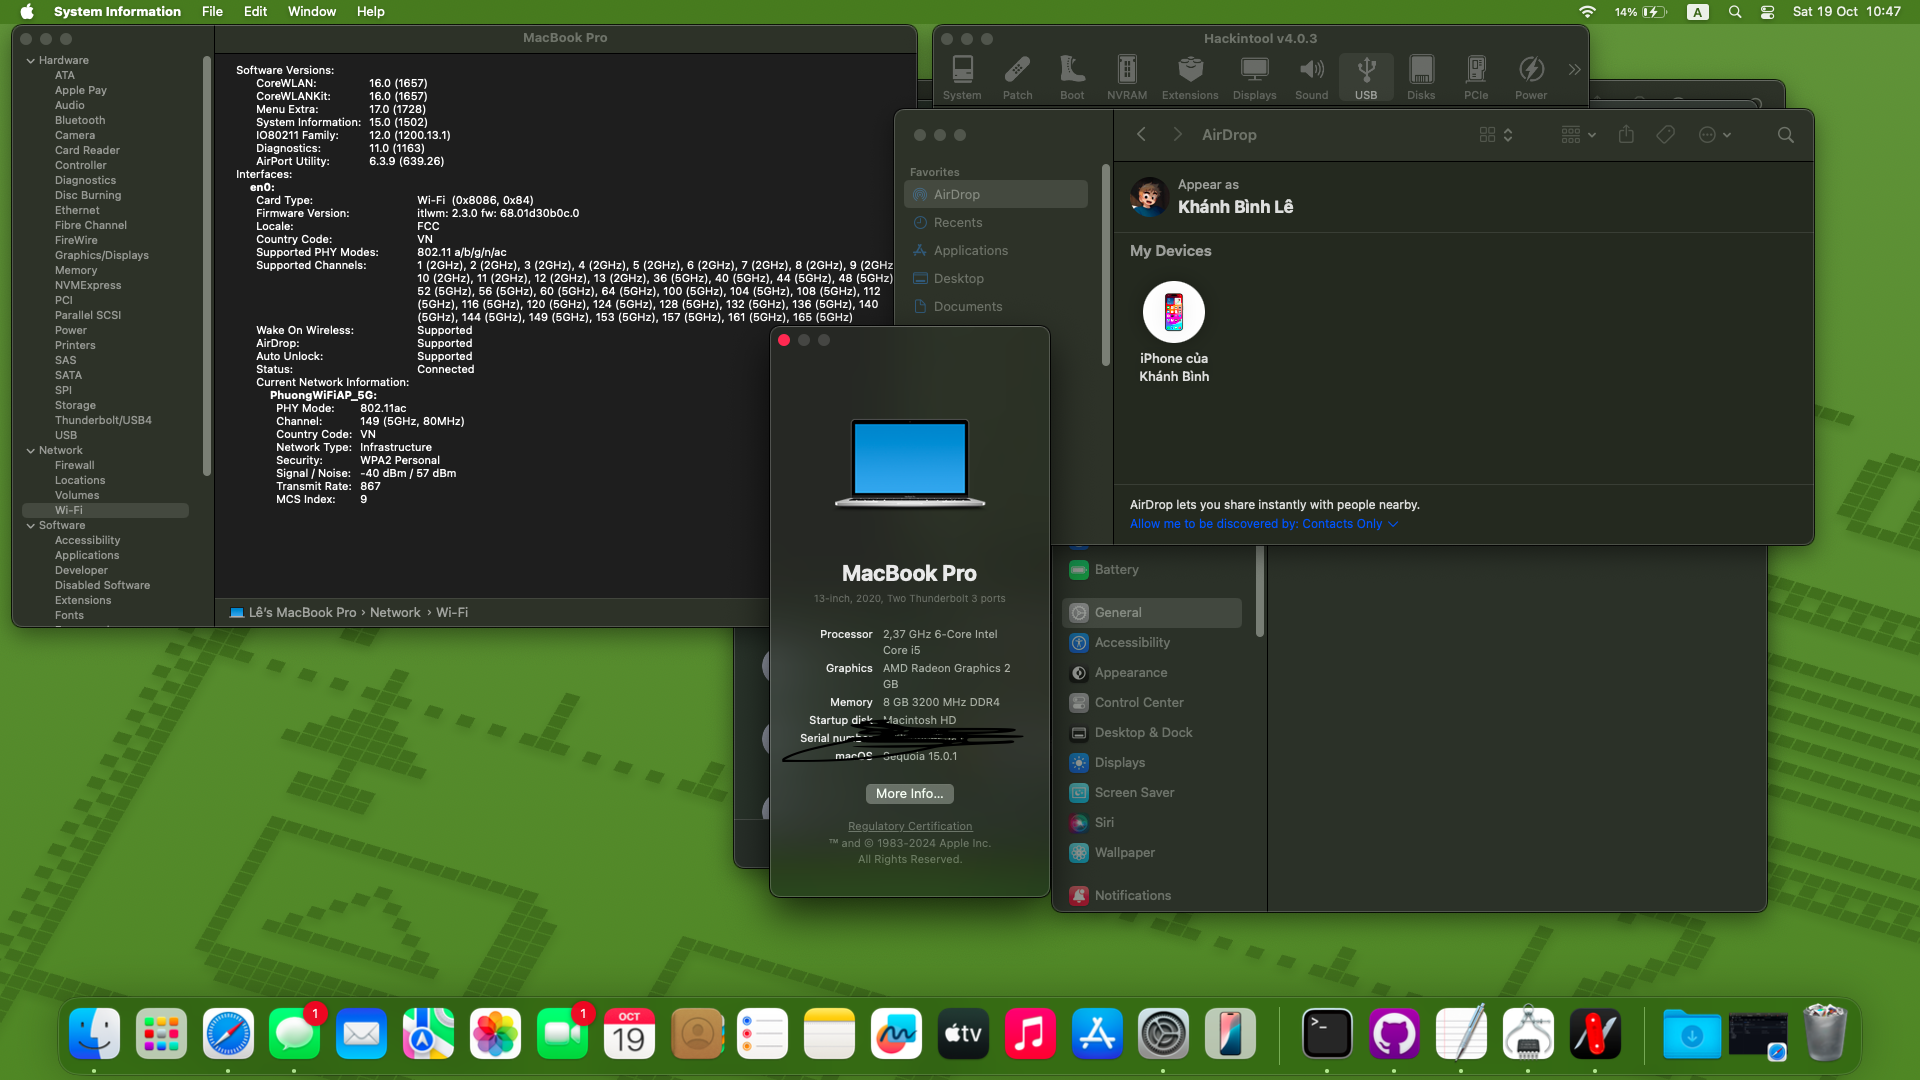 System Information File Edit Window Help
14% A Sat 19 Oct 10:47
MacBook Pro
Hardware
ATA
Apple Pay
Audio
Bluetooth
Camera
Card Reader
Controller
Diagnostics
Disc Burning
Ethernet
Fibre Channel
FireWire
Graphics/Displays
Memory
NVMExpress
PCI
Parallel SCSI
Power
Printers
SAS
SATA
SPI
Storage
Thunderbolt/USB4
USB
Network
Firewall
Locations
Volumes
Wi-Fi
Software
Accessibility
Applications
Developer
Disabled Software
Extensions
Fonts
Software Versions:
CoreWLAN: 16.0 (1657)
CoreWLANKit: 16.0 (1657)
Menu Extra: 17.0 (1728)
System Information: 15.0 (1502)
IO80211 Family: 12.0 (1200.13.1)
Diagnostics: 11.0 (1163)
AirPort Utility: 6.3.9 (639.26)
Interfaces:
en0:
Card Type: Wi-Fi (0x8086, 0x84)
Firmware Version: itlwm: 2.3.0 fw: 68.01d30b0c.0
Locale: FCC
Country Code: VN
Supported PHY Modes: 802.11 a/b/g/n/ac
Supported Channels: 1 (2GHz), 2 (2GHz), 3 (2GHz), 4 (2GHz), 5 (2GHz), 6 (2GHz), 7 (2GHz), 8 (2GHz), 9 (2GHz
10 (2GHz), 11 (2GHz), 12 (2GHz), 13 (2GHz), 36 (5GHz), 40 (5GHz), 44 (5GHz), 48 (5GHz)
52 (5GHz), 56 (5GHz), 60 (5GHz), 64 (5GHz), 100 (5GHz), 104 (5GHz), 108 (5GHz), 112
(5GHz), 116 (5GHz), 120 (5GHz), 124 (5GHz), 128 (5GHz), 132 (5GHz), 136 (5GHz), 140
(5GHz), 144 (5GHz), 149 (5GHz), 153 (5GHz), 157 (5GHz), 161 (5GHz), 165 (5GHz)
Wake On Wireless: Supported
AirDrop: Supported
Auto Unlock: Supported
Status: Connected
Current Network Information:
PhuongWiFiAP_5G:
PHY Mode: 802.11ac
Channel: 149 (5GHz, 80MHz)
Country Code: VN
Network Type: Infrastructure
Security: WPA2 Personal
Signal / Noise: -40 dBm / 57 dBm
Transmit Rate: 867
MCS Index: 9
Lê's MacBook Pro › Network › Wi-Fi
Hackintool v4.0.3
System Patch Boot NVRAM Extensions Displays Sound USB Disks PCIe Power
AirDrop
Favorites
AirDrop
Recents
Applications
Desktop
Documents
Appear as
Khánh Bình Lê
My Devices
iPhone của
Khánh Bình
AirDrop lets you share instantly with people nearby.
Allow me to be discovered by: Contacts Only
MacBook Pro
13-inch, 2020, Two Thunderbolt 3 ports
Processor 2,37 GHz 6-Core Intel
Core i5
Graphics AMD Radeon Graphics 2
GB
Memory 8 GB 3200 MHz DDR4
Startup disk Macintosh HD
Serial number
macOS Sequoia 15.0.1
More Info...
Regulatory Certification
™ and © 1983-2024 Apple Inc.
All Rights Reserved.
Battery
General
Accessibility
Appearance
Control Center
Desktop & Dock
Displays
Screen Saver
Siri
Wallpaper
Notifications
1
1
OCT
19
tv
>_